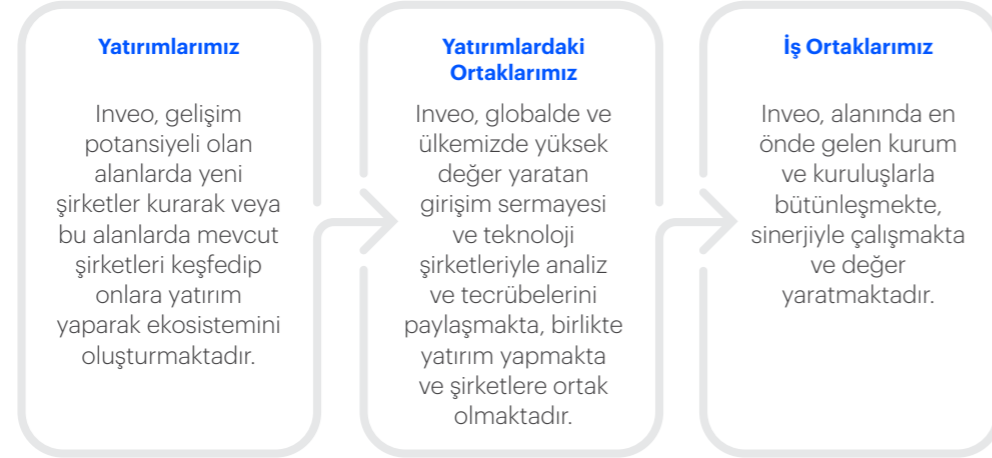 Yatırımlarımız
Inveo, gelişim
potansiyeli olan
alanlarda yeni
şirketler kurarak veya
bu alanlarda mevcut
şirketleri keşfedip
onlara yatırım
yaparak ekosistemini
oluşturmaktadır.
Yatırımlardaki
Ortaklarımız
Inveo, globalde ve
ülkemizde yüksek
değer yaratan
girişim sermayesi
ve teknoloji
şirketleriyle analiz
ve tecrübelerini
paylaşmakta, birlikte
yatırım yapmakta
ve şirketlere ortak
olmaktadır.
İş Ortaklarımız
Inveo, alanında en
önde gelen kurum
ve kuruluşlarla
bütünleşmekte,
sinerjiyle çalışmakta
ve değer
yaratmaktadır.